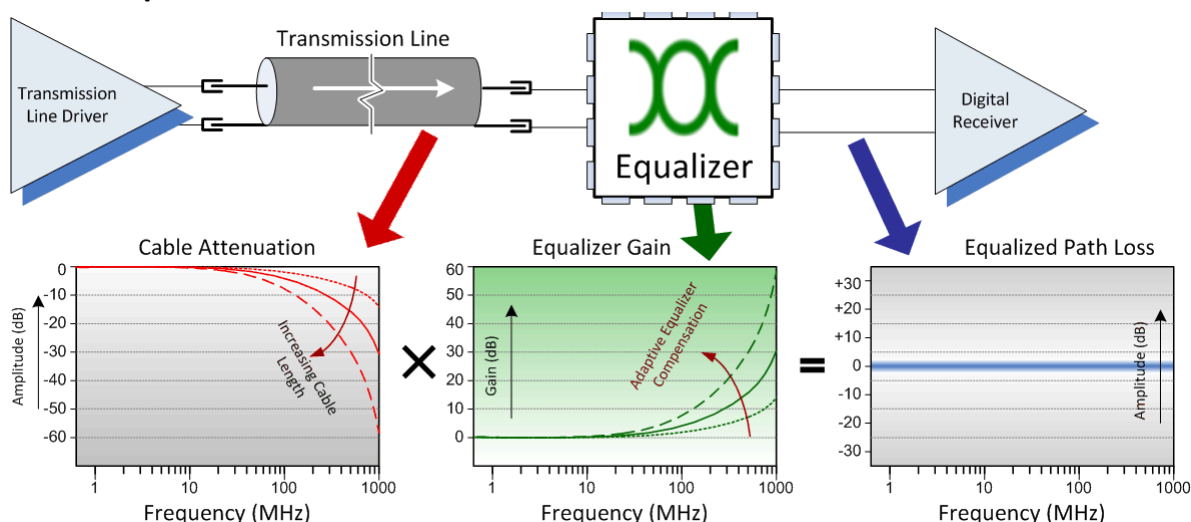 Transmission
Line Driver
Transmission Line
Equalizer
Digital
Receiver
Cable Attenuation
Amplitude (dB)
0
-10
-20
-30
-40
-50
-60
Increasing Cable
Length
1
10
100
1000
Frequency (MHz)
×
Equalizer Gain
Gain (dB)
60
50
40
30
20
10
0
Adaptive Equalizer
Compensation
1
10
100
1000
Frequency (MHz)
=
Equalized Path Loss
+30
+20
+10
0
-10
-20
-30
Amplitude (dB)
1
10
100
1000
Frequency (MHz)